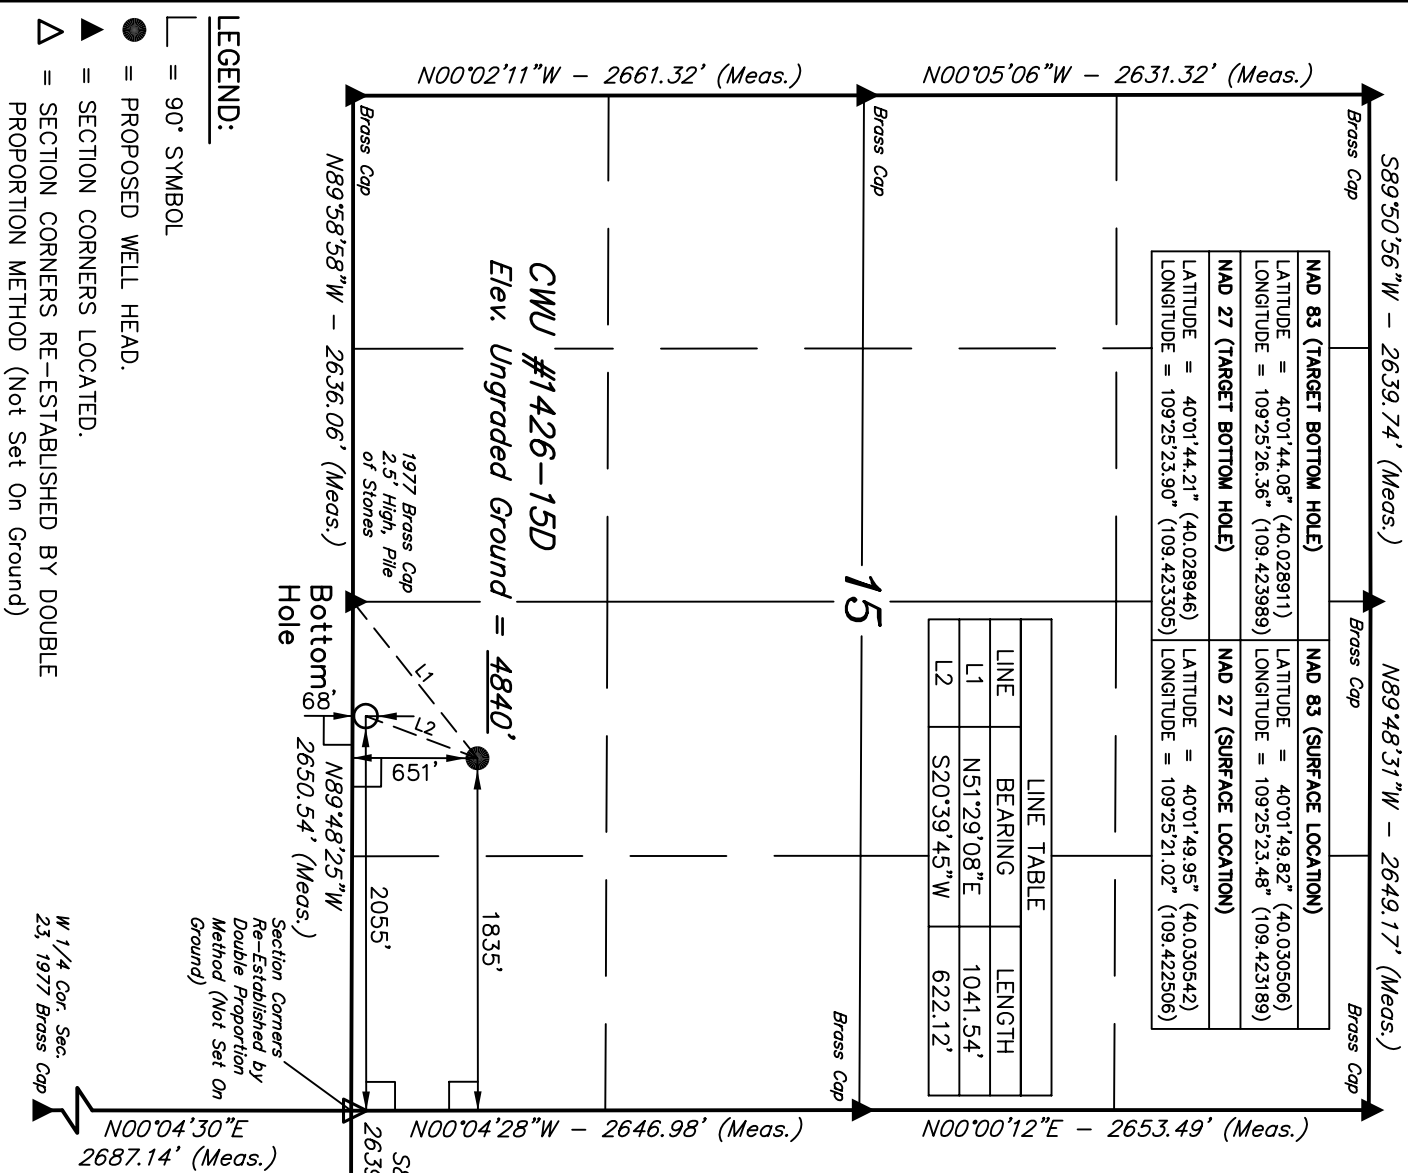 S89°50'56"W - 2639.74' (Meas.)
N89°48'31"W - 2649.17' (Meas.)
Brass Cap
Brass Cap
Brass Cap
NAD 83 (TARGET BOTTOM HOLE)
LATITUDE = 40°01'44.08" (40.028911)
LONGITUDE = 109°25'26.36" (109.423989)
NAD 27 (TARGET BOTTOM HOLE)
LATITUDE = 40°01'44.21" (40.028946)
LONGITUDE = 109°25'23.90" (109.423305)
NAD 83 (SURFACE LOCATION)
LATITUDE = 40°01'49.82" (40.030506)
LONGITUDE = 109°25'23.48" (109.423189)
NAD 27 (SURFACE LOCATION)
LATITUDE = 40°01'49.95" (40.030542)
LONGITUDE = 109°25'21.02" (109.422506)
N00°05'06"W - 2631.32' (Meas.)
N00°00'12"E - 2653.49' (Meas.)
LINE TABLE
LINE BEARING LENGTH
L1 N51°29'08"E 1041.54'
L2 S20°39'45"W 622.12'
Brass Cap
15
Brass Cap
N00°02'11"W - 2661.32' (Meas.)
N00°04'28"W - 2646.98' (Meas.)
CWU #1426-15D
Elev. Ungraded Ground = 4840'
L1
L2
651'
1835'
2055'
68'
1977 Brass Cap
2.5' High, Pile
of Stones
Brass Cap
Bottom
Hole
N89°58'58"W - 2636.06' (Meas.)
N89°48'25"W
2650.54' (Meas.)
2639
Section Corners
Re-Established by
Double Proportion
Method (Not Set On
Ground)
N00°04'30"E
2687.14' (Meas.)
W 1/4 Cor. Sec.
23, 1977 Brass Cap
LEGEND:
= 90° SYMBOL
= PROPOSED WELL HEAD.
= SECTION CORNERS LOCATED.
= SECTION CORNERS RE-ESTABLISHED BY DOUBLE
PROPORTION METHOD (Not Set On Ground)